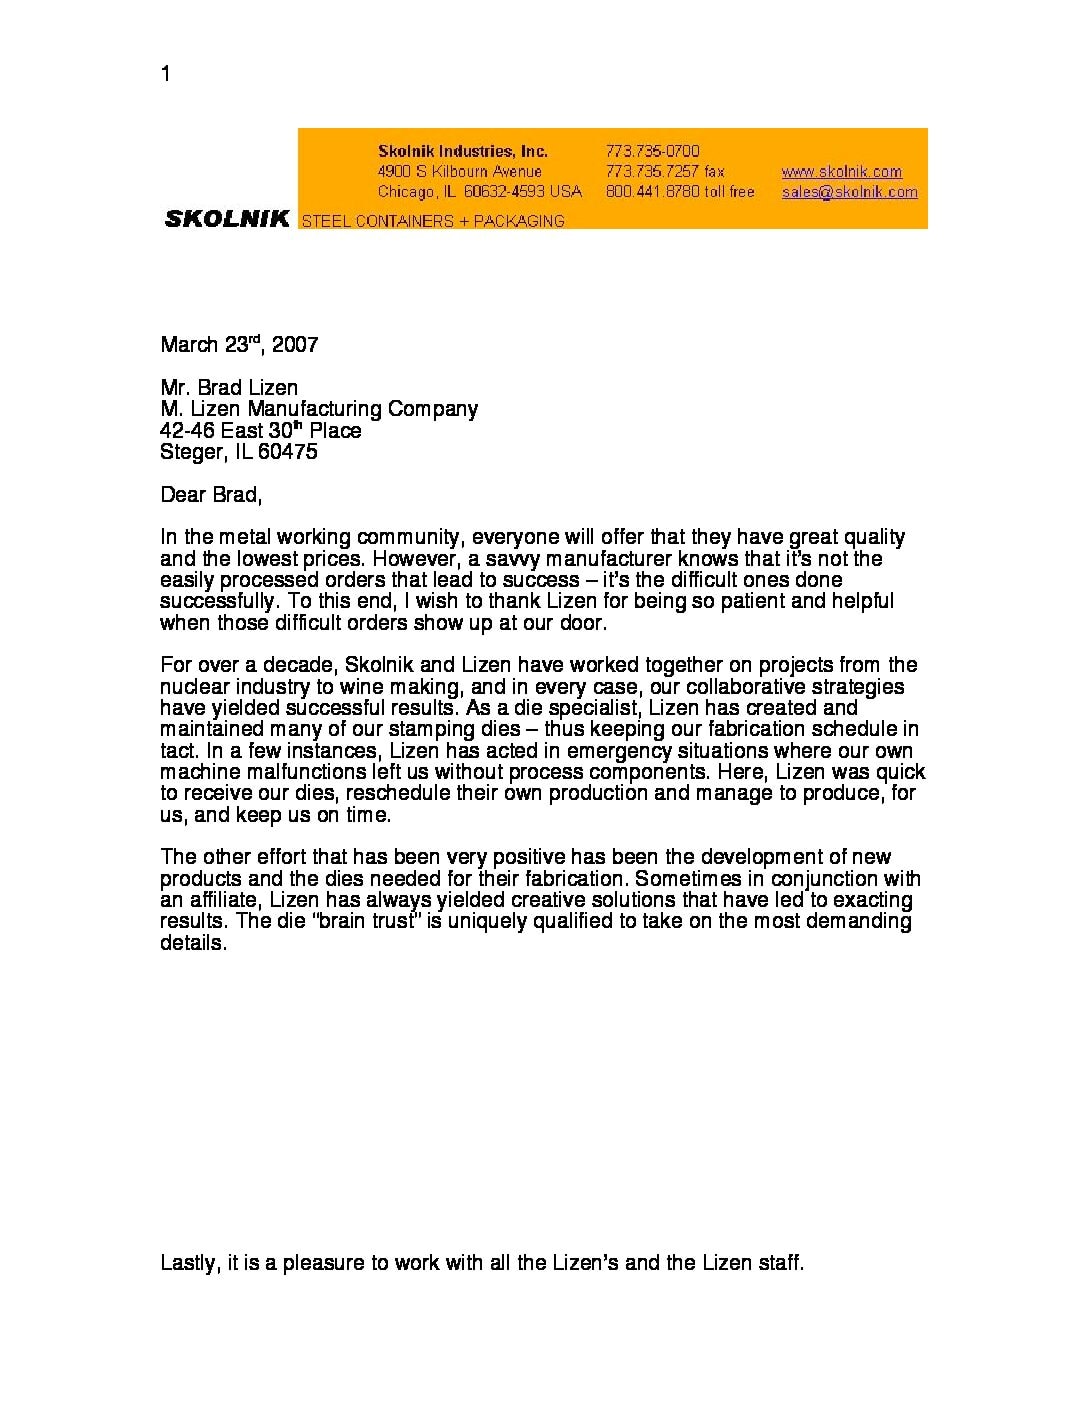 1
Skolnik Industries, Inc. 773.735-0700
4900 S Kilbourn Avenue 773.735.7257 fax www.skolnik.com
Chicago, IL 60632-4593 USA 800.441.8780 toll free sales@skolnik.com
SKOLNIK STEEL CONTAINERS + PACKAGING
March 23rd, 2007
Mr. Brad Lizen
M. Lizen Manufacturing Company
42-46 East 30th Place
Steger, IL 60475
Dear Brad,
In the metal working community, everyone will offer that they have great quality
and the lowest prices. However, a savvy manufacturer knows that it’s not the
easily processed orders that lead to success – it’s the difficult ones done
successfully. To this end, I wish to thank Lizen for being so patient and helpful
when those difficult orders show up at our door.
For over a decade, Skolnik and Lizen have worked together on projects from the
nuclear industry to wine making, and in every case, our collaborative strategies
have yielded successful results. As a die specialist, Lizen has created and
maintained many of our stamping dies – thus keeping our fabrication schedule in
tact. In a few instances, Lizen has acted in emergency situations where our own
machine malfunctions left us without process components. Here, Lizen was quick
to receive our dies, reschedule their own production and manage to produce, for
us, and keep us on time.
The other effort that has been very positive has been the development of new
products and the dies needed for their fabrication. Sometimes in conjunction with
an affiliate, Lizen has always yielded creative solutions that have led to exacting
results. The die “brain trust” is uniquely qualified to take on the most demanding
details.
Lastly, it is a pleasure to work with all the Lizen’s and the Lizen staff.